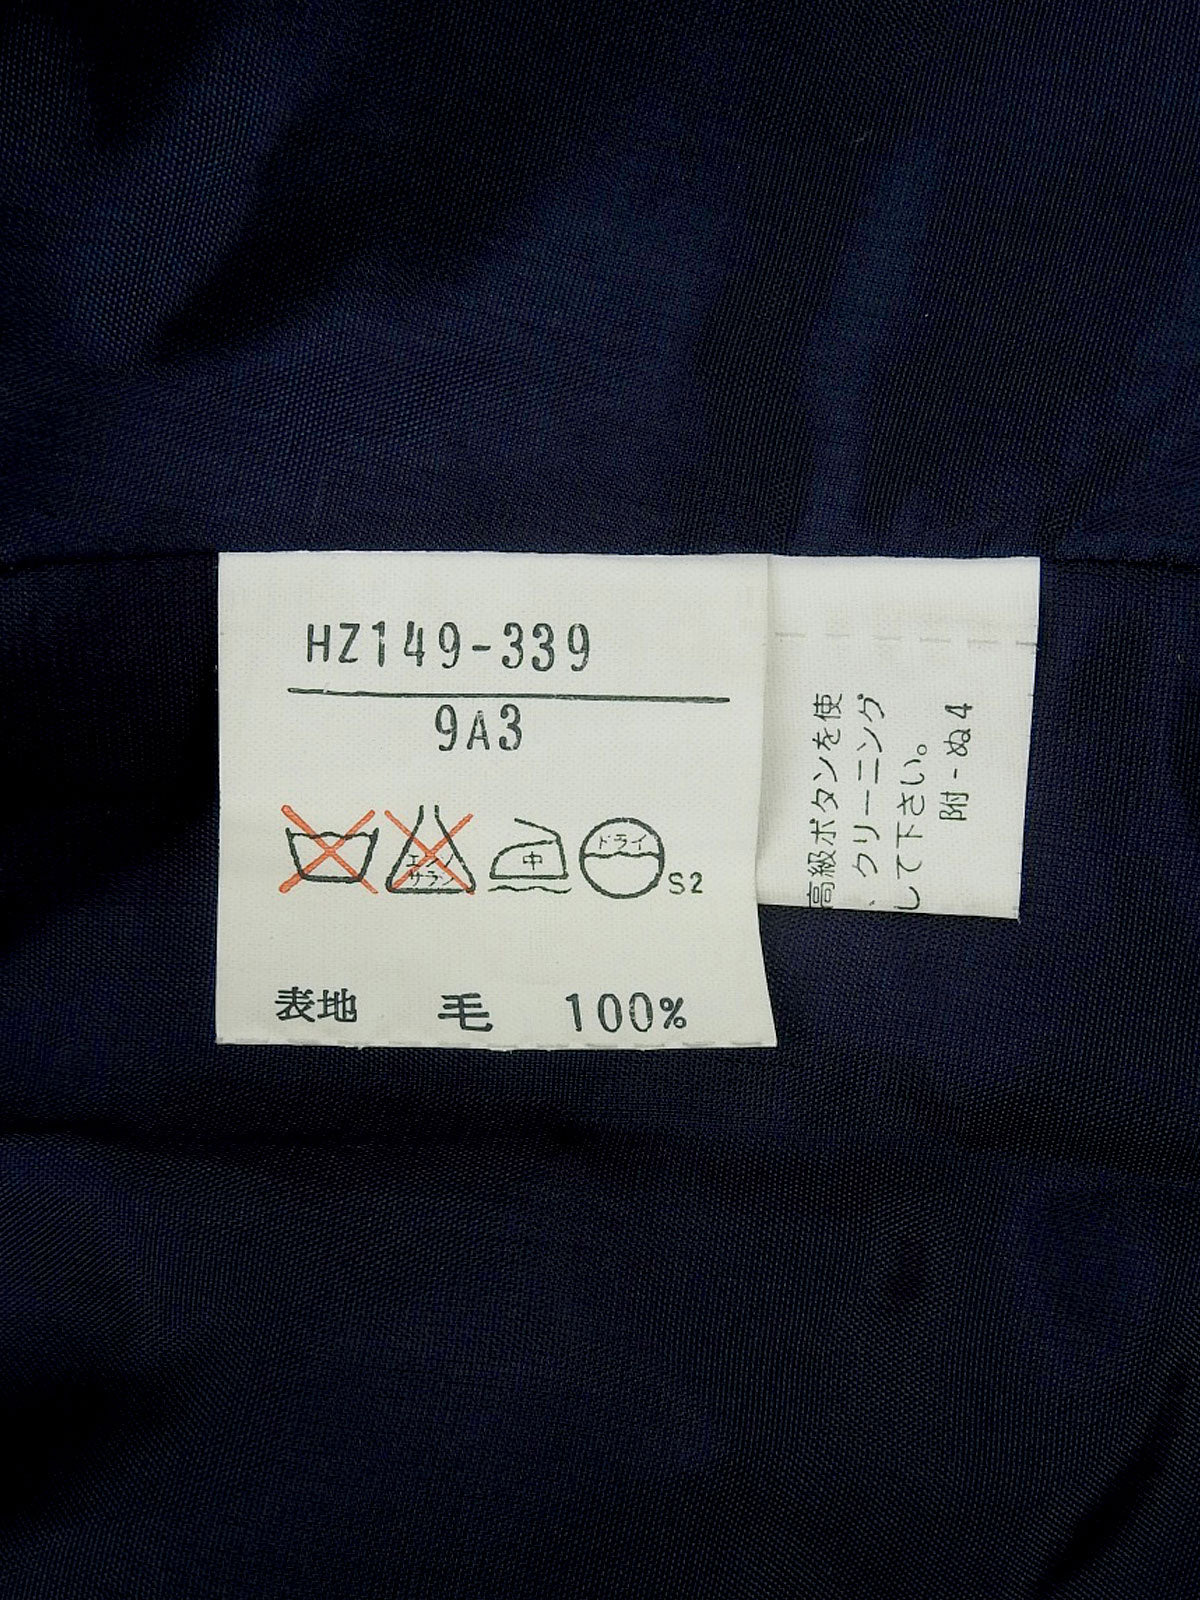 HZ149-339
9A3
エンソ
サラシ
中
ドライ
S2
表地 毛 100%
高級ボタンを使
、クリーニング
して下さい。
附-ぬ4